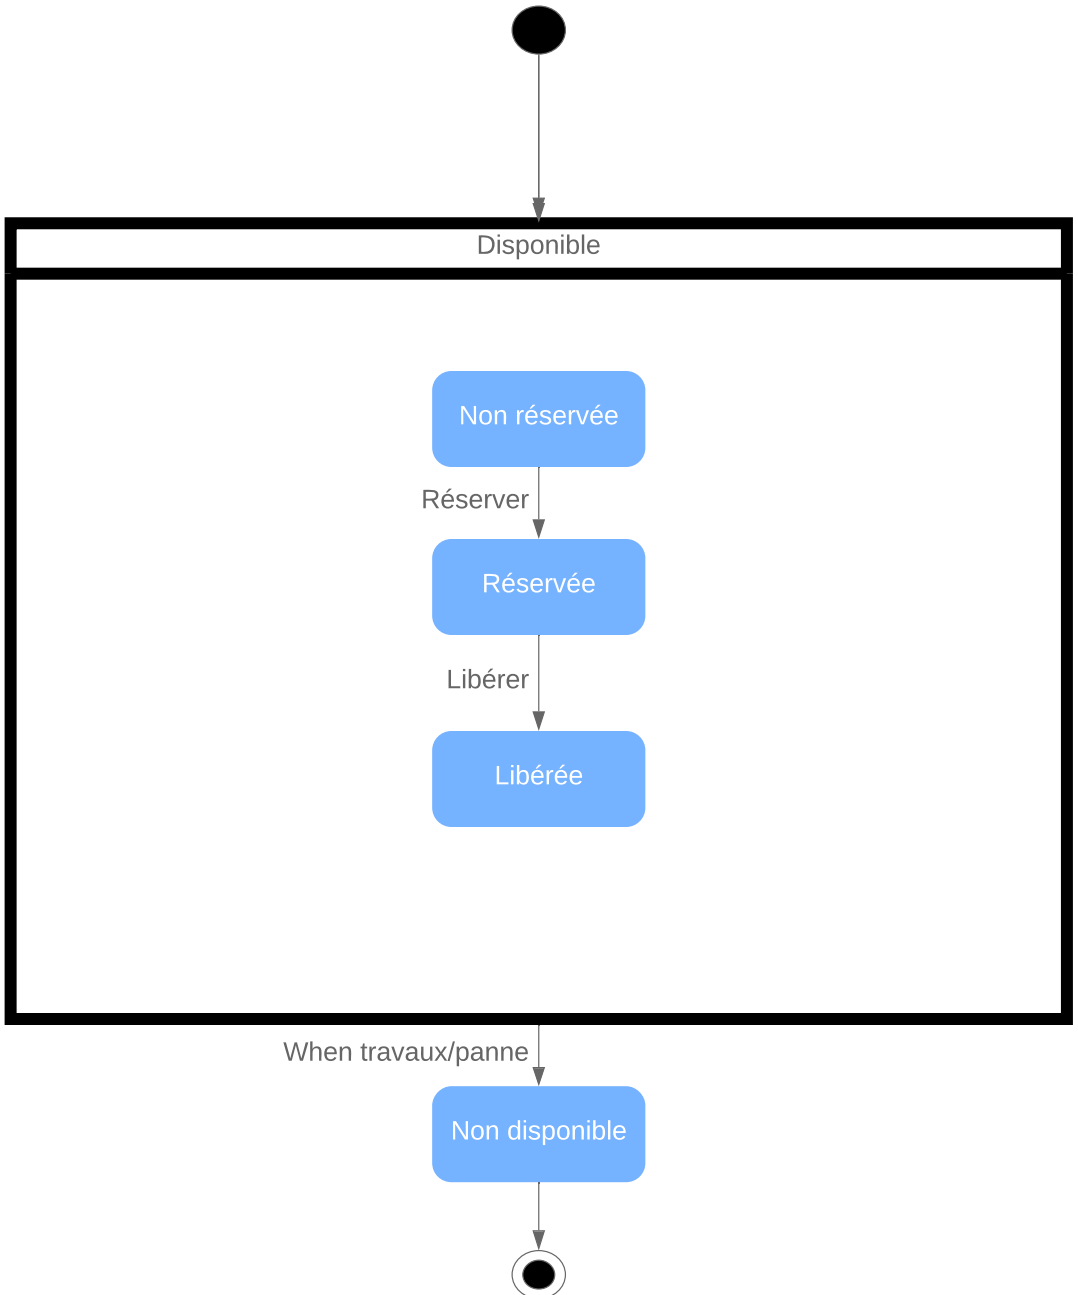 Disponible
Non réservée
Réserver
Réservée
Libérer
Libérée
When travaux/panne
Non disponible